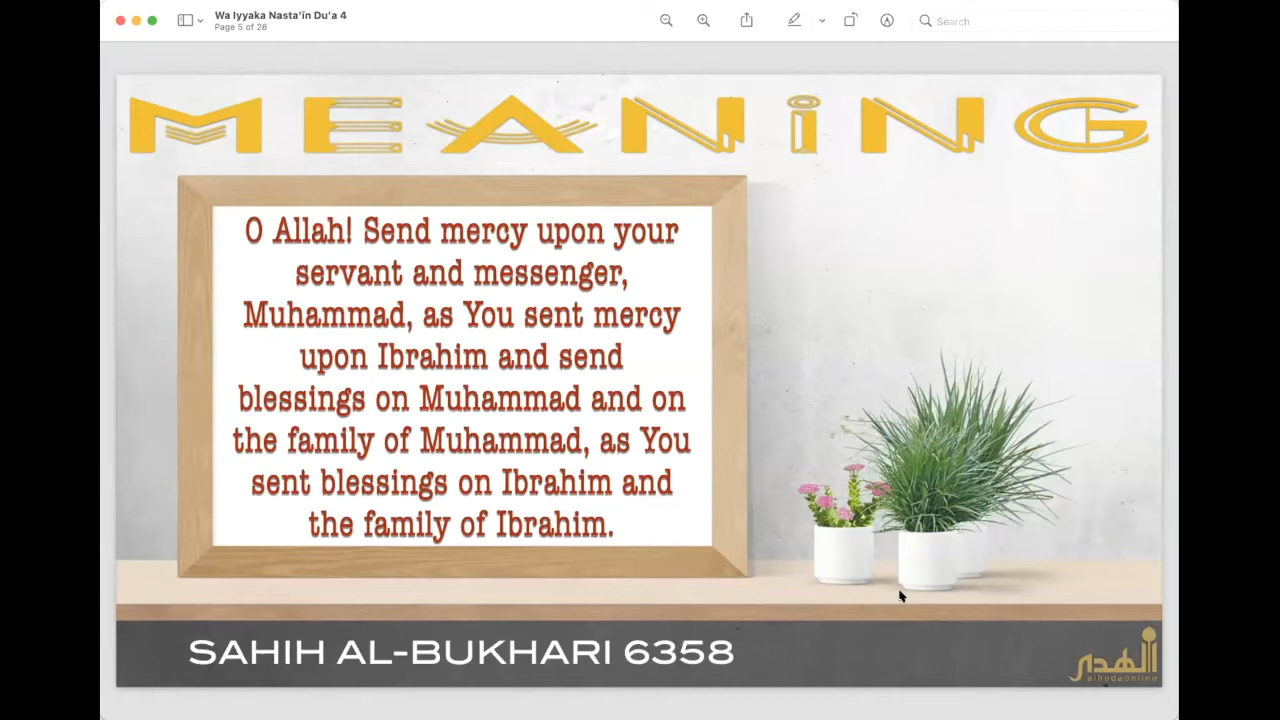 Wa Iyyaka Nasta'īn Du'a 4
Page 5 of 28
Search
MEANiNG
O Allah! Send mercy upon your
servant and messenger,
Muhammad, as You sent mercy
upon Ibrahim and send
blessings on Muhammad and on
the family of Muhammad, as You
sent blessings on Ibrahim and
the family of Ibrahim.
SAHIH AL-BUKHARI 6358
الهدى
alhudaonline